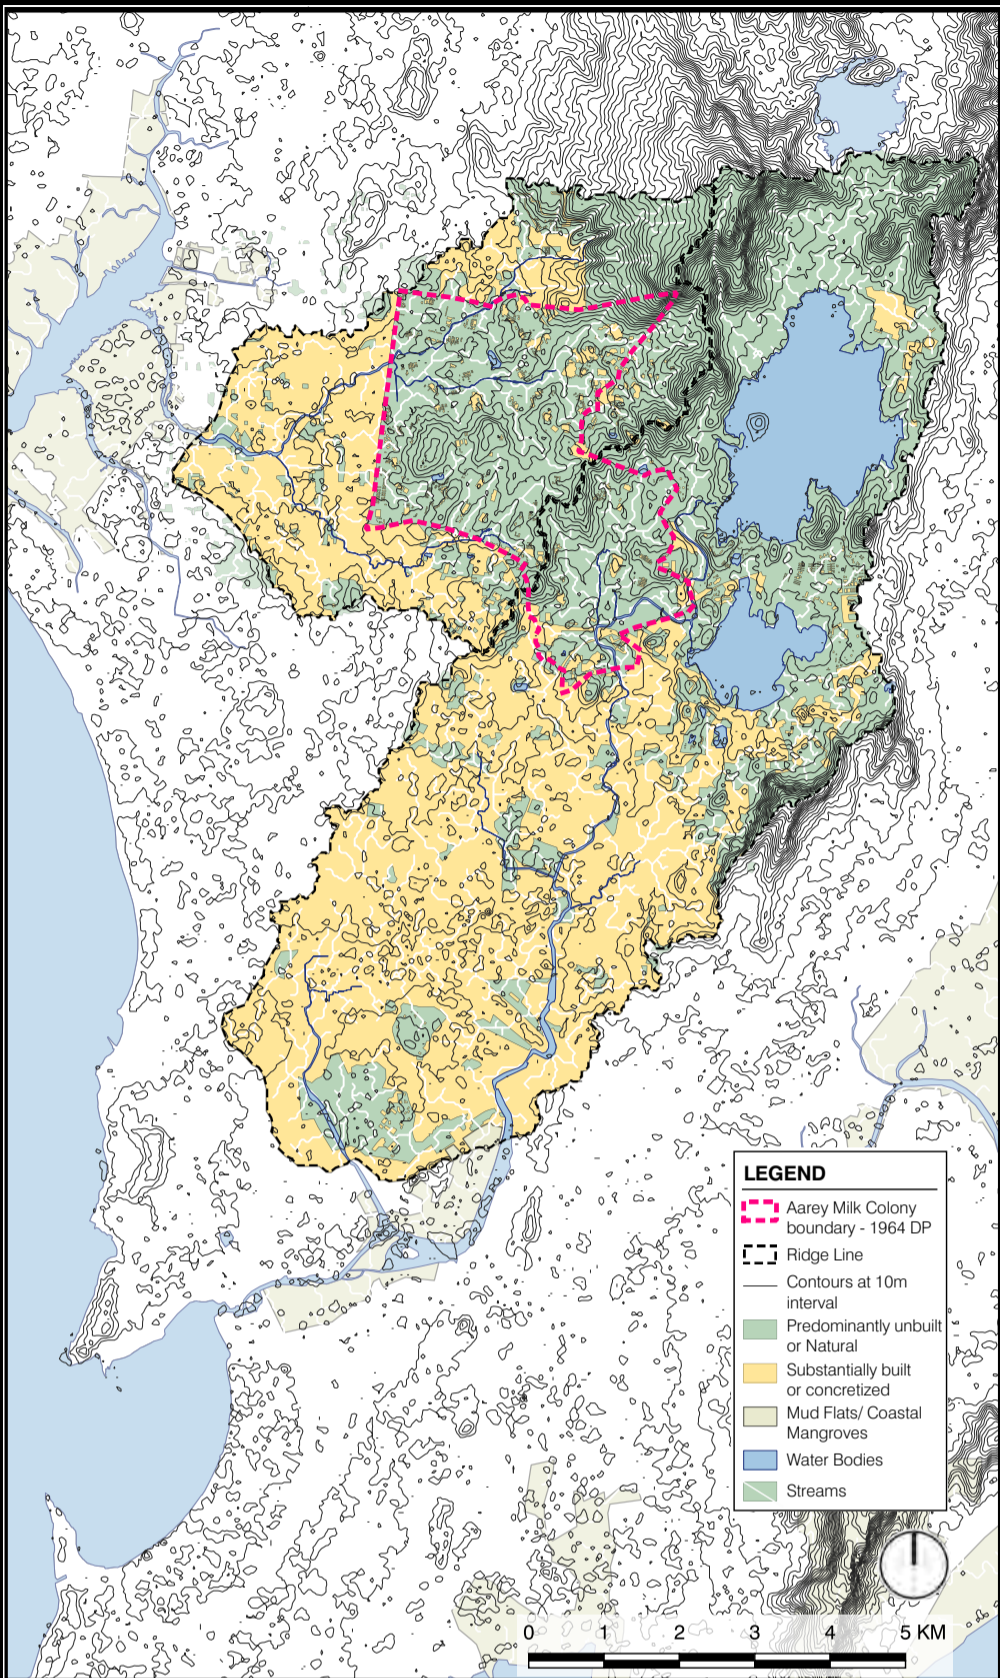 LEGEND
Aarey Milk Colony
boundary - 1964 DP
Ridge Line
Contours at 10m
interval
Predominantly unbuilt
or Natural
Substantially built
or concretized
Mud Flats/ Coastal
Mangroves
Water Bodies
Streams
0 1 2 3 4 5 KM